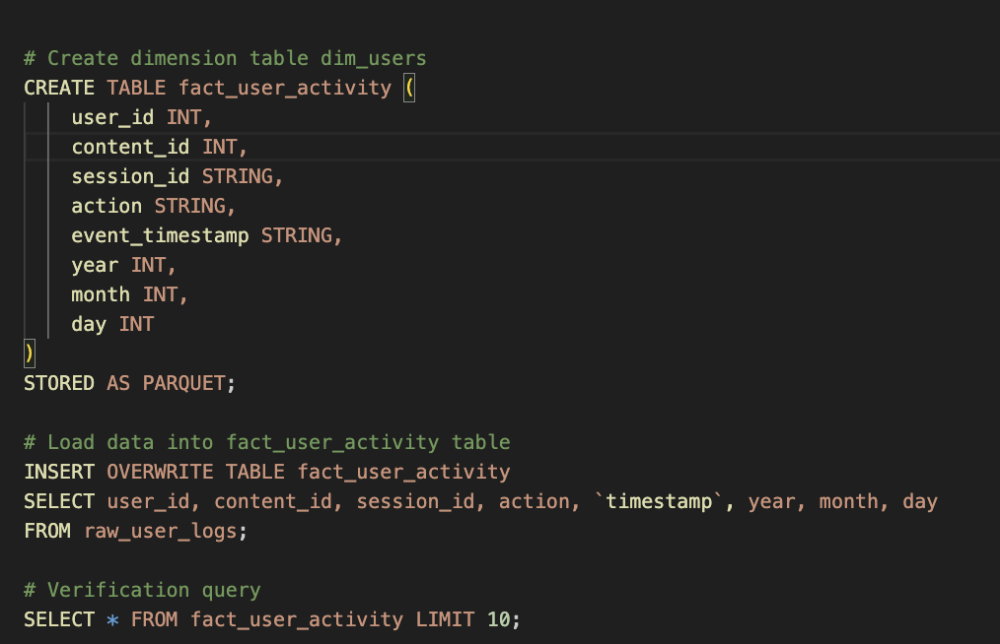 # Create dimension table dim_users
CREATE TABLE fact_user_activity (
    user_id INT,
    content_id INT,
    session_id STRING,
    action STRING,
    event_timestamp STRING,
    year INT,
    month INT,
    day INT
)
STORED AS PARQUET;
# Load data into fact_user_activity table
INSERT OVERWRITE TABLE fact_user_activity
SELECT user_id, content_id, session_id, action, `timestamp`, year, month, day
FROM raw_user_logs;
# Verification query
SELECT * FROM fact_user_activity LIMIT 10;